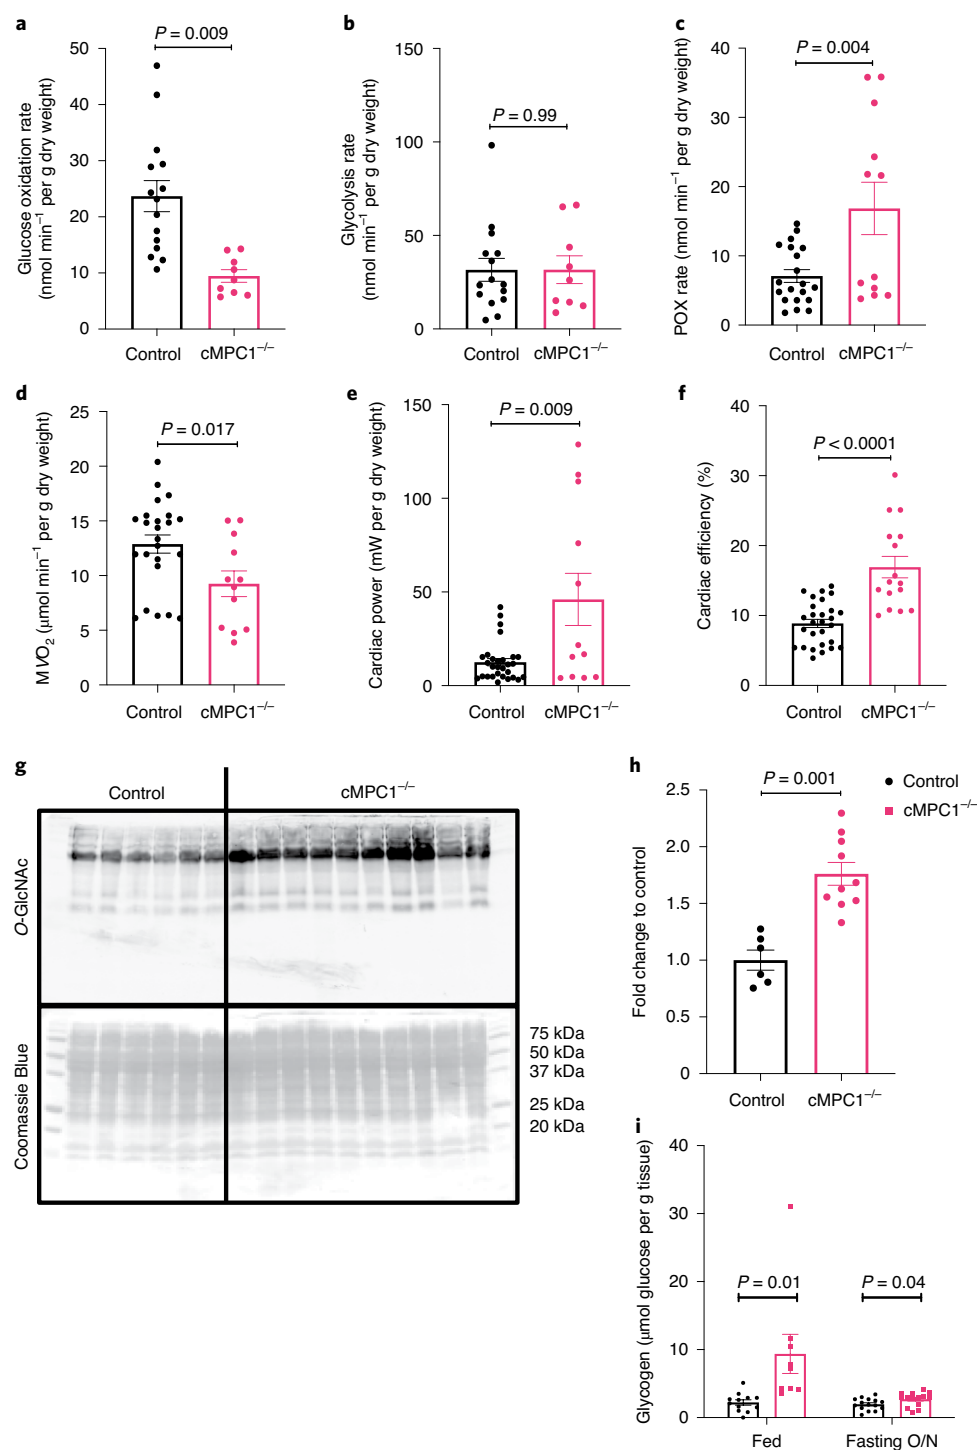 a
P = 0.009
Glucose oxidation rate
(nmol min⁻¹ per g dry weight)
50
40
30
20
10
0
Control
cMPC1⁻/⁻
b
P = 0.99
Glycolysis rate
(nmol min⁻¹ per g dry weight)
150
100
50
0
Control
cMPC1⁻/⁻
c
P = 0.004
POX rate (nmol min⁻¹ per g dry weight)
40
30
20
10
0
Control
cMPC1⁻/⁻
d
P = 0.017
MVO₂ (μmol min⁻¹ per g dry weight)
25
20
15
10
5
0
Control
cMPC1⁻/⁻
e
P = 0.009
Cardiac power (mW per g dry weight)
150
100
50
0
Control
cMPC1⁻/⁻
f
P < 0.0001
Cardiac efficiency (%)
40
30
20
10
0
Control
cMPC1⁻/⁻
g
Control
cMPC1⁻/⁻
O-GlcNAc
Coomassie Blue
75 kDa
50 kDa
37 kDa
25 kDa
20 kDa
h
P = 0.001
Control
cMPC1⁻/⁻
Fold change to control
2.5
2.0
1.5
1.0
0.5
0
Control
cMPC1⁻/⁻
i
Glycogen (μmol glucose per g tissue)
40
30
20
10
0
P = 0.01
P = 0.04
Fed
Fasting O/N